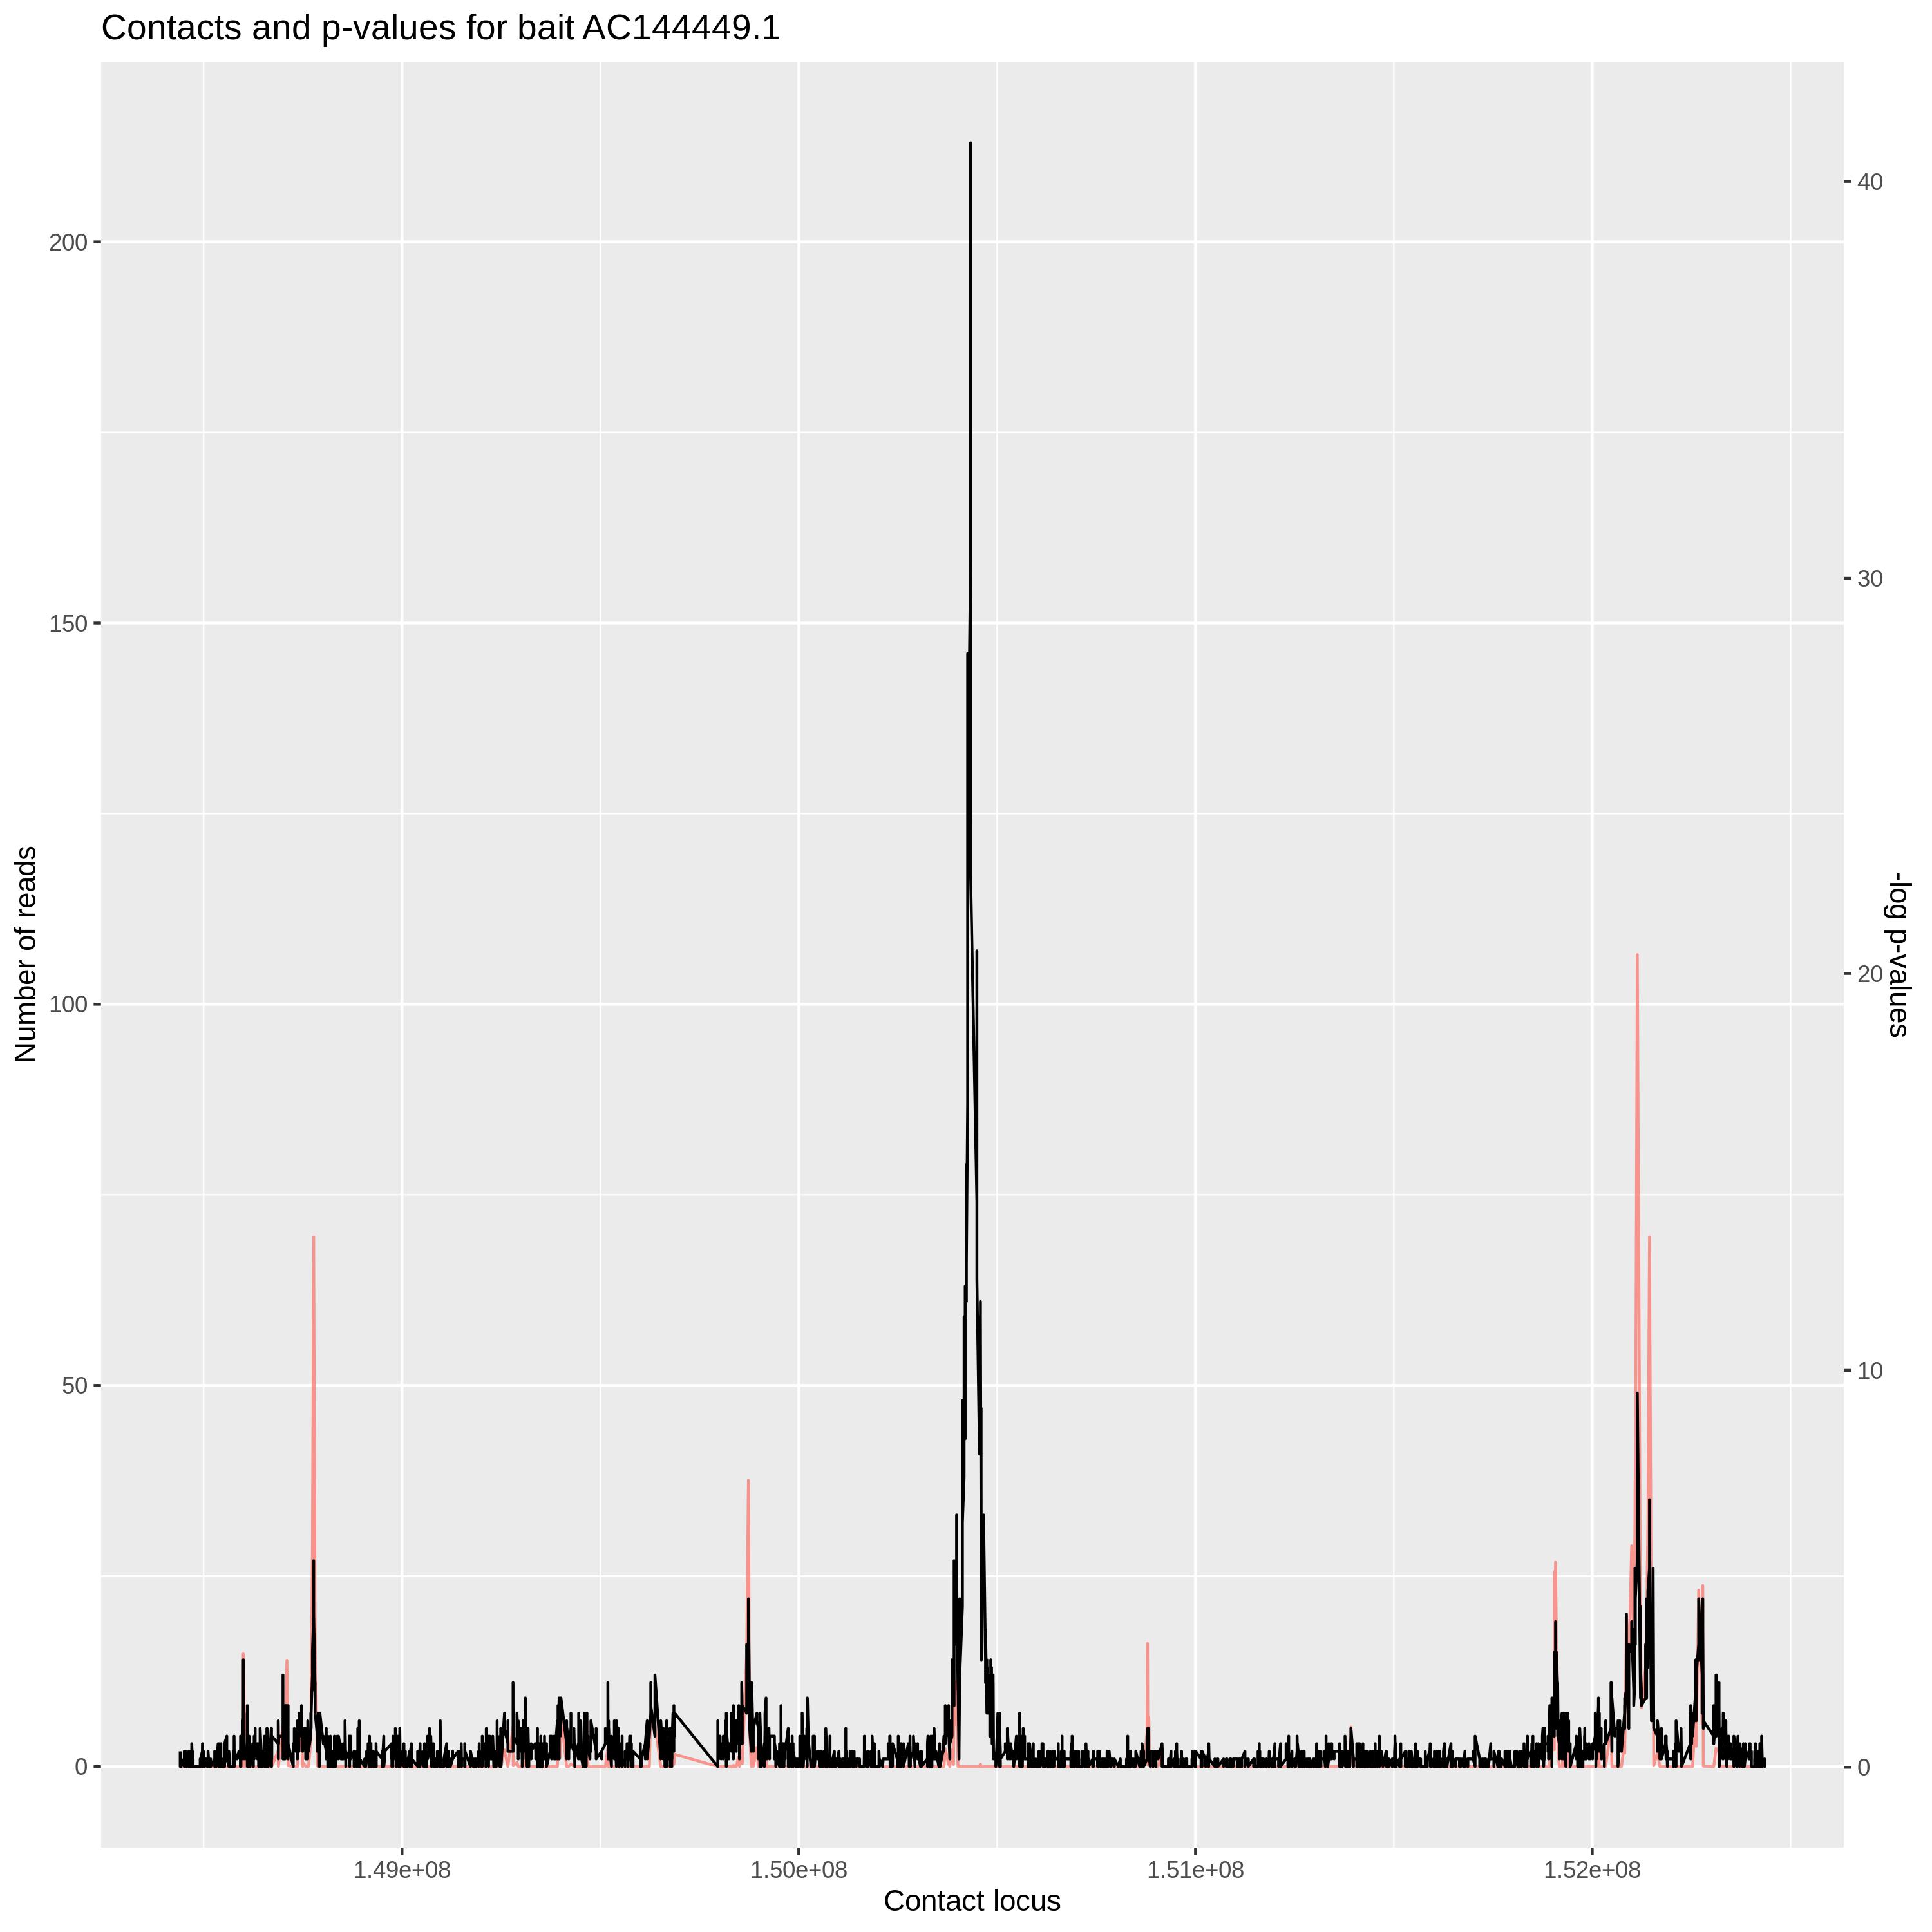 Contacts and p-values for bait AC144449.1
Number of reads
200
150
100
50
0
40
30
20
10
0
-log p-values
1.49e+08
1.50e+08
1.51e+08
1.52e+08
Contact locus